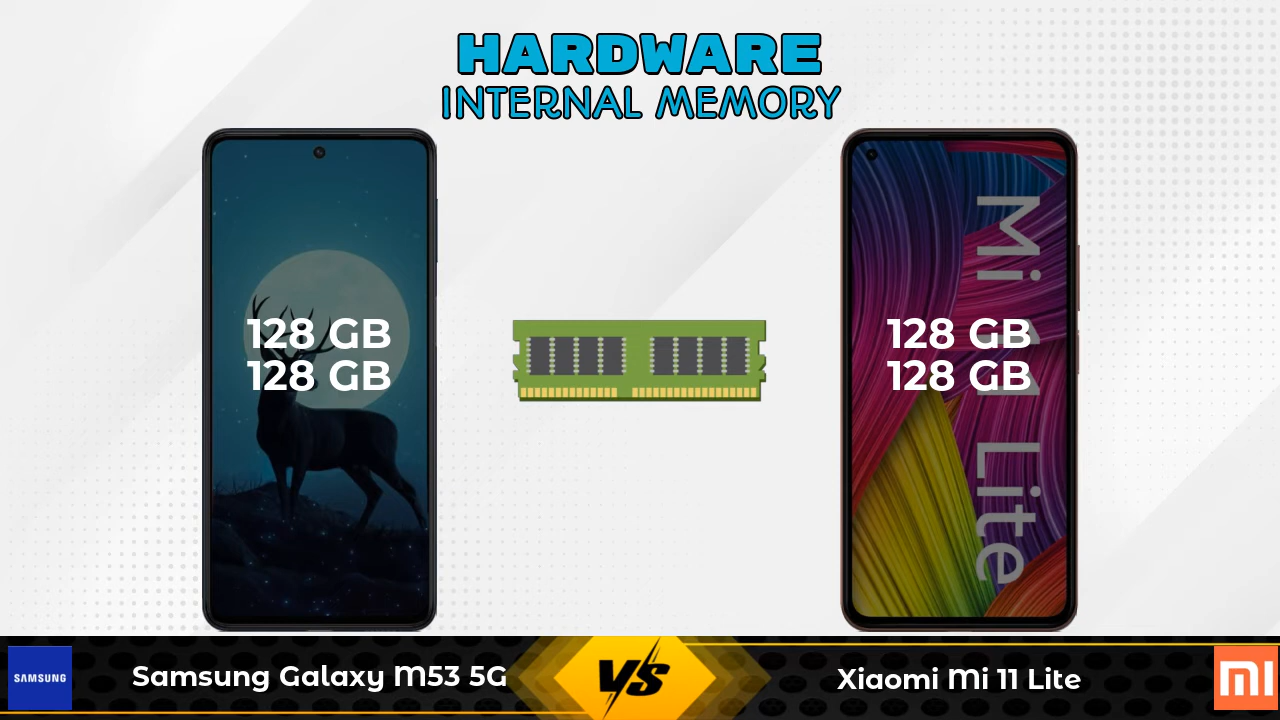 HARDWARE
INTERNAL MEMORY
128 GB
128 GB
128 GB
128 GB
Mi 11 Lite
SAMSUNG
Samsung Galaxy M53 5G
VS
Xiaomi Mi 11 Lite
MI